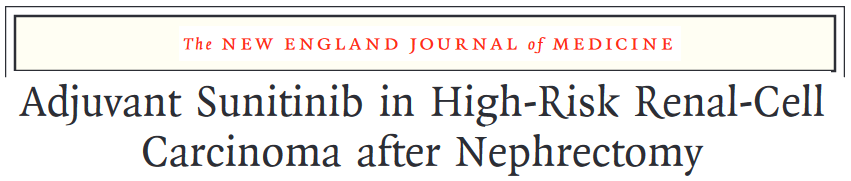 The NEW ENGLAND JOURNAL of MEDICINE
Adjuvant Sunitinib in High-Risk Renal-Cell
Carcinoma after Nephrectomy